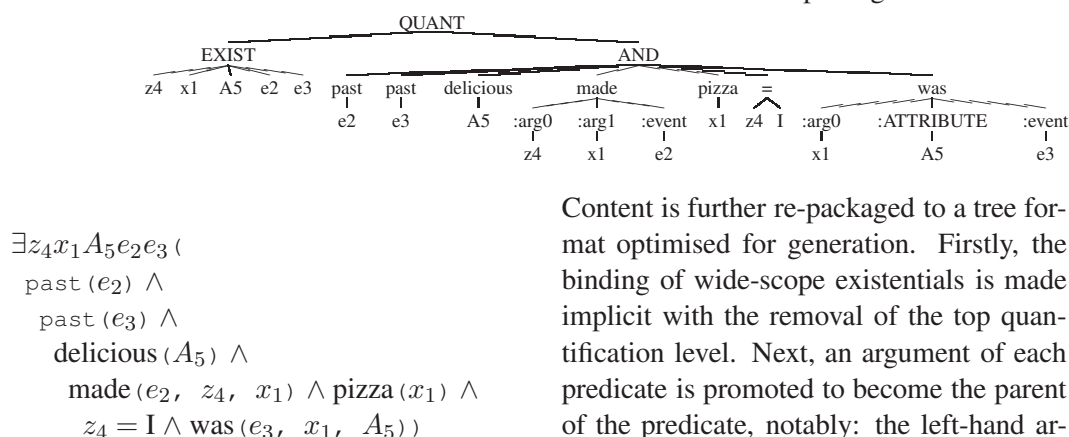 QUANT
EXIST AND
z4 x1 A5 e2 e3 past past delicious made pizza = was
e2 e3 A5 :arg0 :arg1 :event x1 z4 I :arg0 :ATTRIBUTE :event
z4 x1 e2 x1 A5 e3
∃z₄x₁A₅e₂e₃(
past(e₂) ∧
past(e₃) ∧
delicious(A₅) ∧
made(e₂, z₄, x₁) ∧ pizza(x₁) ∧
z₄ = I ∧ was(e₃, x₁, A₅))
Content is further re-packaged to a tree for-
mat optimised for generation. Firstly, the
binding of wide-scope existentials is made
implicit with the removal of the top quan-
tification level. Next, an argument of each
predicate is promoted to become the parent
of the predicate, notably: the left-hand ar-